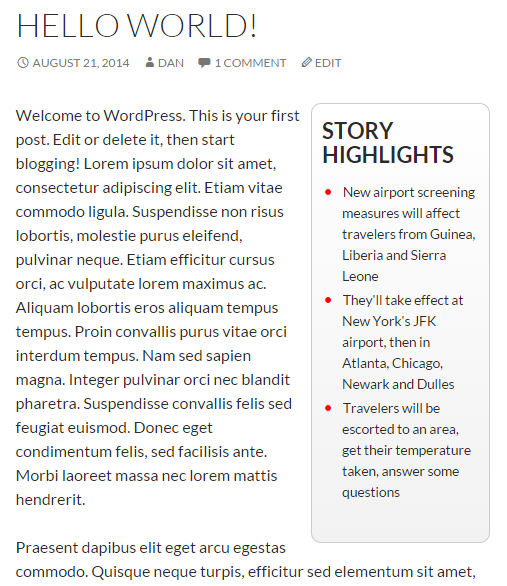 HELLO WORLD!
AUGUST 21, 2014 DAN 1 COMMENT EDIT
Welcome to WordPress. This is your first
post. Edit or delete it, then start
blogging! Lorem ipsum dolor sit amet,
consectetur adipiscing elit. Etiam vitae
commodo ligula. Suspendisse non risus
lobortis, molestie purus eleifend,
pulvinar neque. Etiam efficitur cursus
orci, ac vulputate lorem maximus ac.
Aliquam lobortis eros aliquam tempus
tempus. Proin convallis purus vitae orci
interdum tempus. Nam sed sapien
magna. Integer pulvinar orci nec blandit
pharetra. Suspendisse convallis felis sed
feugiat euismod. Donec eget
condimentum felis, sed facilisis ante.
Morbi laoreet massa nec lorem mattis
hendrerit.
STORY
HIGHLIGHTS
New airport screening
measures will affect
travelers from Guinea,
Liberia and Sierra
Leone
They'll take effect at
New York's JFK
airport, then in
Atlanta, Chicago,
Newark and Dulles
Travelers will be
escorted to an area,
get their temperature
taken, answer some
questions
Praesent dapibus elit eget arcu egestas
commodo. Quisque neque turpis, efficitur sed elementum sit amet,